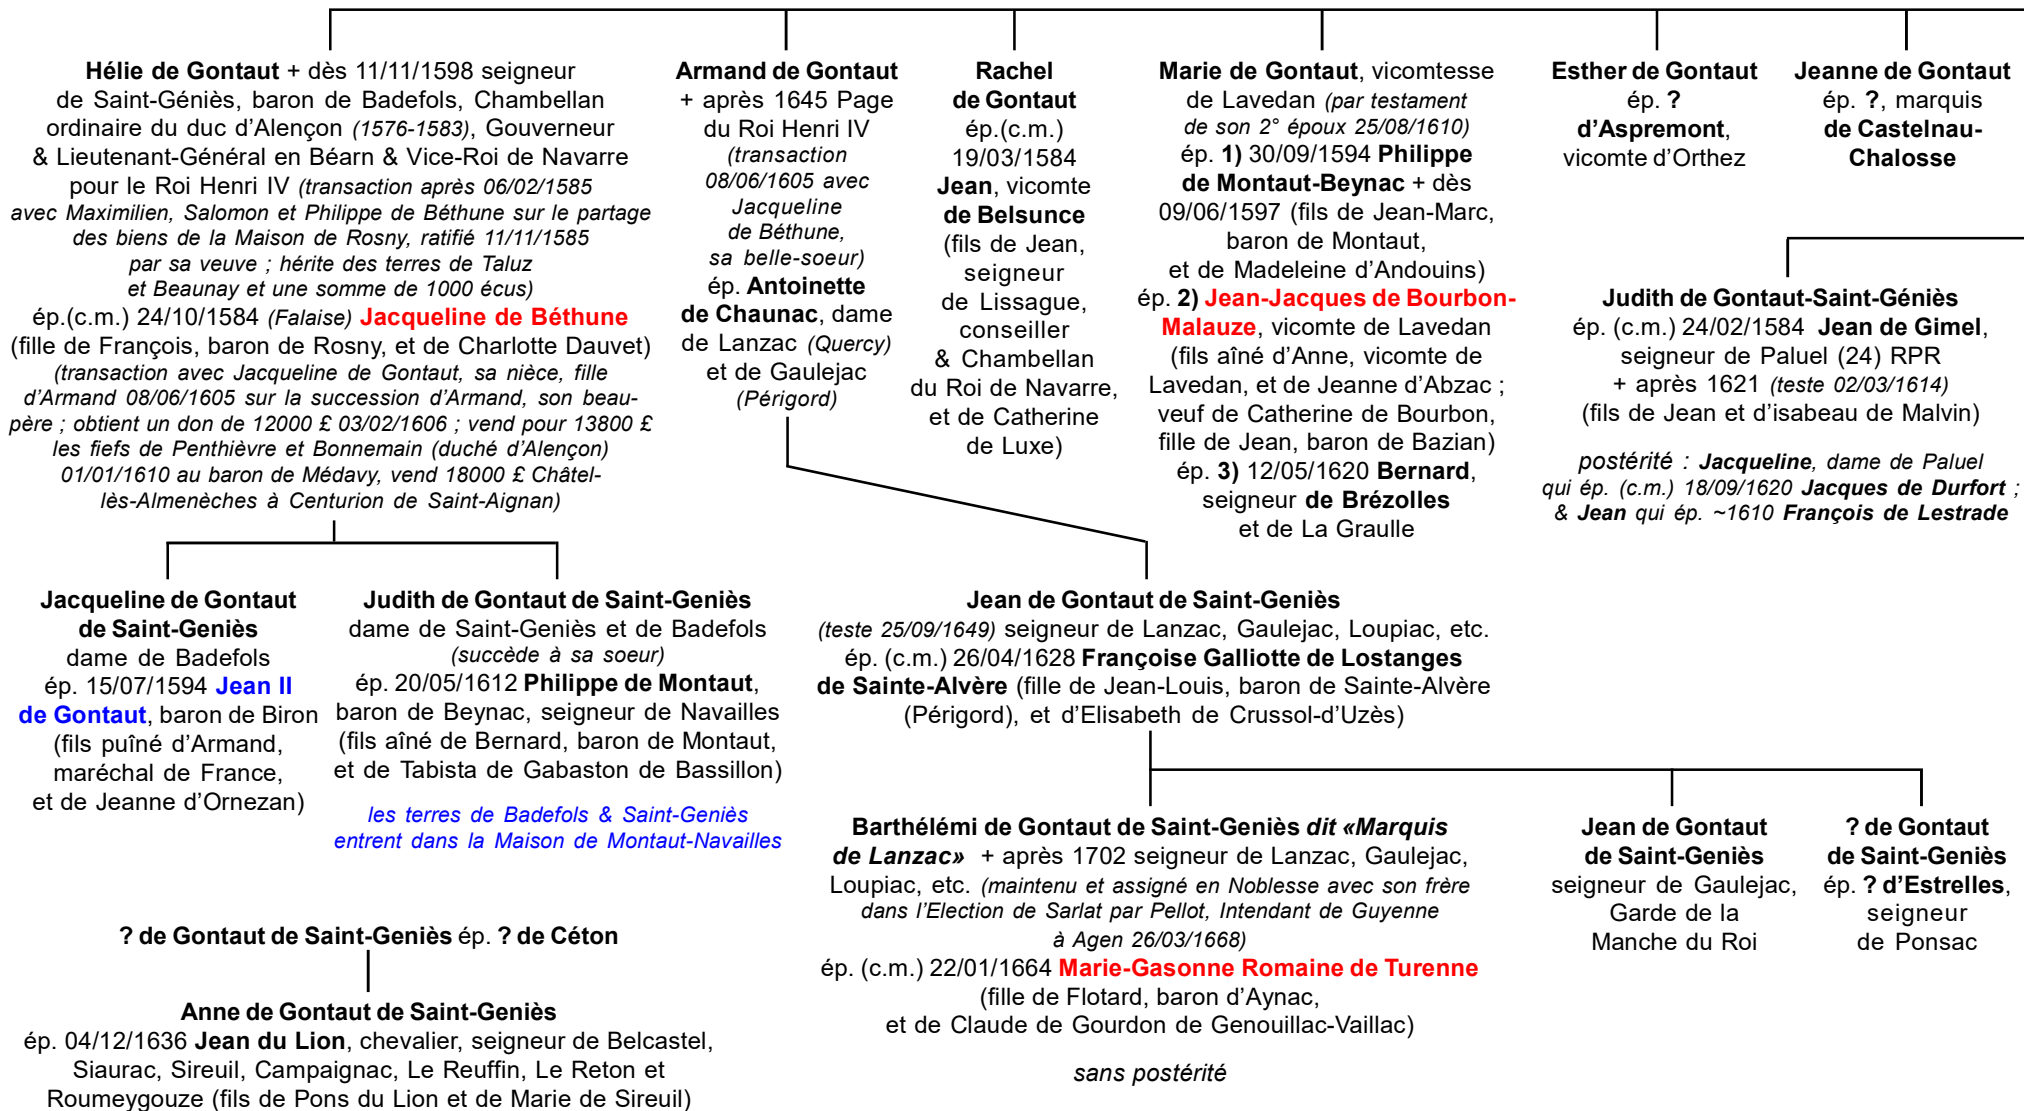 Hélie de Gontaut + dès 11/11/1598 seigneur
de Saint-Géniès, baron de Badefols, Chambellan
ordinaire du duc d'Alençon (1576-1583), Gouverneur
& Lieutenant-Général en Béarn & Vice-Roi de Navarre
pour le Roi Henri IV (transaction après 06/02/1585
avec Maximilien, Salomon et Philippe de Béthune sur le partage
des biens de la Maison de Rosny, ratifié 11/11/1585
par sa veuve ; hérite des terres de Taluz
et Beaunay et une somme de 1000 écus)
ép.(c.m.) 24/10/1584 (Falaise) Jacqueline de Béthune
(fille de François, baron de Rosny, et de Charlotte Dauvet)
(transaction avec Jacqueline de Gontaut, sa nièce, fille
d'Armand 08/06/1605 sur la succession d'Armand, son beau-
père ; obtient un don de 12000 £ 03/02/1606 ; vend pour 13800 £
les fiefs de Penthièvre et Bonnemain (duché d'Alençon)
01/01/1610 au baron de Médavy, vend 18000 £ Châtel-
lès-Almenèches à Centurion de Saint-Aignan)
Armand de Gontaut
+ après 1645 Page
du Roi Henri IV
(transaction
08/06/1605 avec
Jacqueline
de Béthune,
sa belle-soeur)
ép. Antoinette
de Chaunac, dame
de Lanzac (Quercy)
et de Gaulejac
(Périgord)
Rachel
de Gontaut
ép.(c.m.)
19/03/1584
Jean, vicomte
de Belsunce
(fils de Jean,
seigneur
de Lissague,
conseiller
& Chambellan
du Roi de Navarre,
et de Catherine
de Luxe)
Marie de Gontaut, vicomtesse
de Lavedan (par testament
de son 2° époux 25/08/1610)
ép. 1) 30/09/1594 Philippe
de Montaut-Beynac + dès
09/06/1597 (fils de Jean-Marc,
baron de Montaut,
et de Madeleine d'Andouins)
ép. 2) Jean-Jacques de Bourbon-
Malauze, vicomte de Lavedan
(fils aîné d'Anne, vicomte de
Lavedan, et de Jeanne d'Abzac ;
veuf de Catherine de Bourbon,
fille de Jean, baron de Bazian)
ép. 3) 12/05/1620 Bernard,
seigneur de Brézolles
et de La Graulle
Esther de Gontaut
ép. ?
d'Aspremont,
vicomte d'Orthez
Jeanne de Gontaut
ép. ?, marquis
de Castelnau-
Chalosse
Judith de Gontaut-Saint-Géniès
ép. (c.m.) 24/02/1584 Jean de Gimel,
seigneur de Paluel (24) RPR
+ après 1621 (teste 02/03/1614)
(fils de Jean et d'isabeau de Malvin)
postérité : Jacqueline, dame de Paluel
qui ép. (c.m.) 18/09/1620 Jacques de Durfort ;
& Jean qui ép. ~1610 François de Lestrade
Jacqueline de Gontaut
de Saint-Geniès
dame de Badefols
ép. 15/07/1594 Jean II
de Gontaut, baron de Biron
(fils puîné d'Armand,
maréchal de France,
et de Jeanne d'Ornezan)
Judith de Gontaut de Saint-Geniès
dame de Saint-Geniès et de Badefols
(succède à sa soeur)
ép. 20/05/1612 Philippe de Montaut,
baron de Beynac, seigneur de Navailles
(fils aîné de Bernard, baron de Montaut,
et de Tabista de Gabaston de Bassillon)
les terres de Badefols & Saint-Geniès
entrent dans la Maison de Montaut-Navailles
Jean de Gontaut de Saint-Geniès
(teste 25/09/1649) seigneur de Lanzac, Gaulejac, Loupiac, etc.
ép. (c.m.) 26/04/1628 Françoise Galliotte de Lostanges
de Sainte-Alvère (fille de Jean-Louis, baron de Sainte-Alvère
(Périgord), et d'Elisabeth de Crussol-d'Uzès)
Barthélémi de Gontaut de Saint-Geniès dit «Marquis
de Lanzac» + après 1702 seigneur de Lanzac, Gaulejac,
Loupiac, etc. (maintenu et assigné en Noblesse avec son frère
dans l'Election de Sarlat par Pellot, Intendant de Guyenne
à Agen 26/03/1668)
ép. (c.m.) 22/01/1664 Marie-Gasonne Romaine de Turenne
(fille de Flotard, baron d'Aynac,
et de Claude de Gourdon de Genouillac-Vaillac)
sans postérité
Jean de Gontaut
de Saint-Geniès
seigneur de Gaulejac,
Garde de la
Manche du Roi
? de Gontaut
de Saint-Geniès
ép. ? d'Estrelles,
seigneur
de Ponsac
? de Gontaut de Saint-Geniès ép. ? de Céton
Anne de Gontaut de Saint-Geniès
ép. 04/12/1636 Jean du Lion, chevalier, seigneur de Belcastel,
Siaurac, Sireuil, Campaignac, Le Reuffin, Le Reton et
Roumeygouze (fils de Pons du Lion et de Marie de Sireuil)